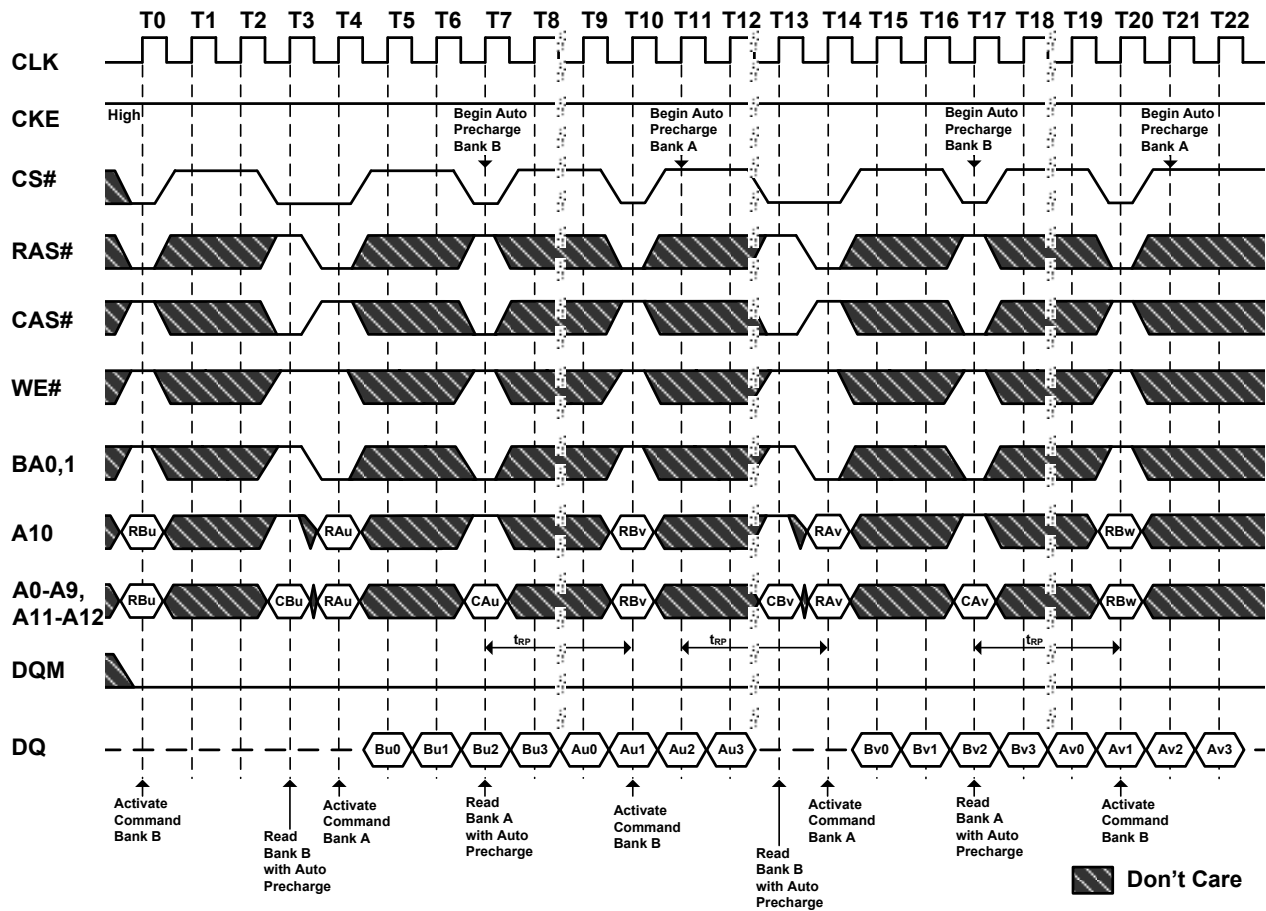 T0 T1 T2 T3 T4 T5 T6 T7 T8 T9 T10 T11 T12 T13 T14 T15 T16 T17 T18 T19 T20 T21 T22
CLK
CKE
High
Begin Auto
Precharge
Bank B
Begin Auto
Precharge
Bank A
Begin Auto
Precharge
Bank B
Begin Auto
Precharge
Bank A
CS#
RAS#
CAS#
WE#
BA0,1
A10
RBu RAu RBv RAv RBw
A0-A9,
A11-A12
RBu CBu RAu CAu RBv CBv RAv CAv RBw
tRP tRP tRP
DQM
DQ
Bu0 Bu1 Bu2 Bu3 Au0 Au1 Au2 Au3 Bv0 Bv1 Bv2 Bv3 Av0 Av1 Av2 Av3
Activate
Command
Bank B
Read
Bank B
with Auto
Precharge
Activate
Command
Bank A
Read
Bank A
with Auto
Precharge
Activate
Command
Bank B
Read
Bank B
with Auto
Precharge
Activate
Command
Bank A
Read
Bank A
with Auto
Precharge
Activate
Command
Bank B
Don't Care